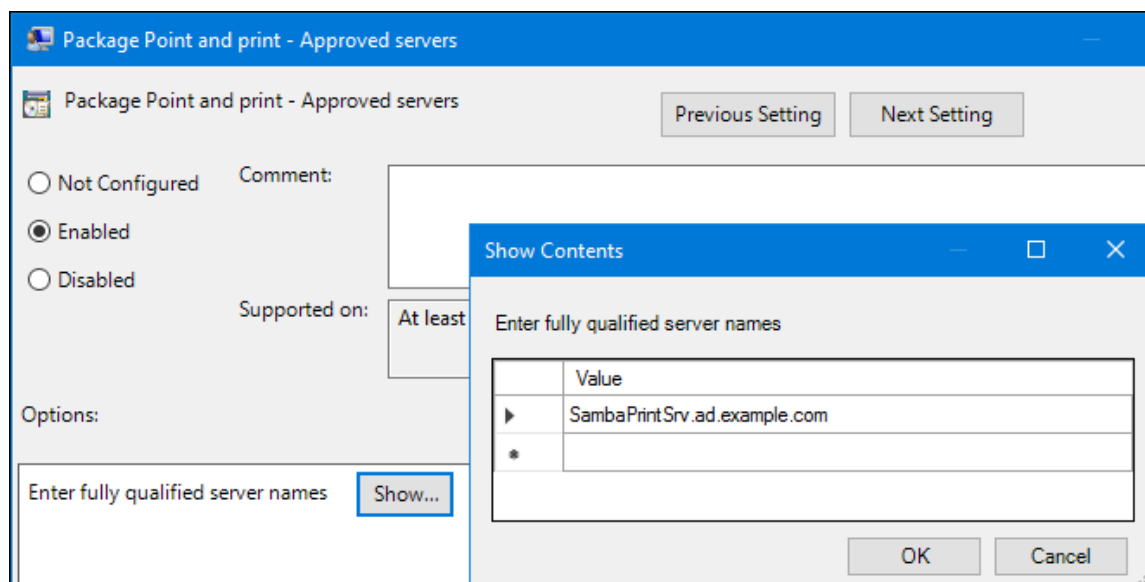 Package Point and print - Approved servers
Package Point and print - Approved servers
Previous Setting
Next Setting
Not Configured
Comment:
Enabled
Disabled
Supported on:
At least
Options:
Enter fully qualified server names
Show...
Show Contents
Enter fully qualified server names
Value
SambaPrintSrv.ad.example.com
OK
Cancel